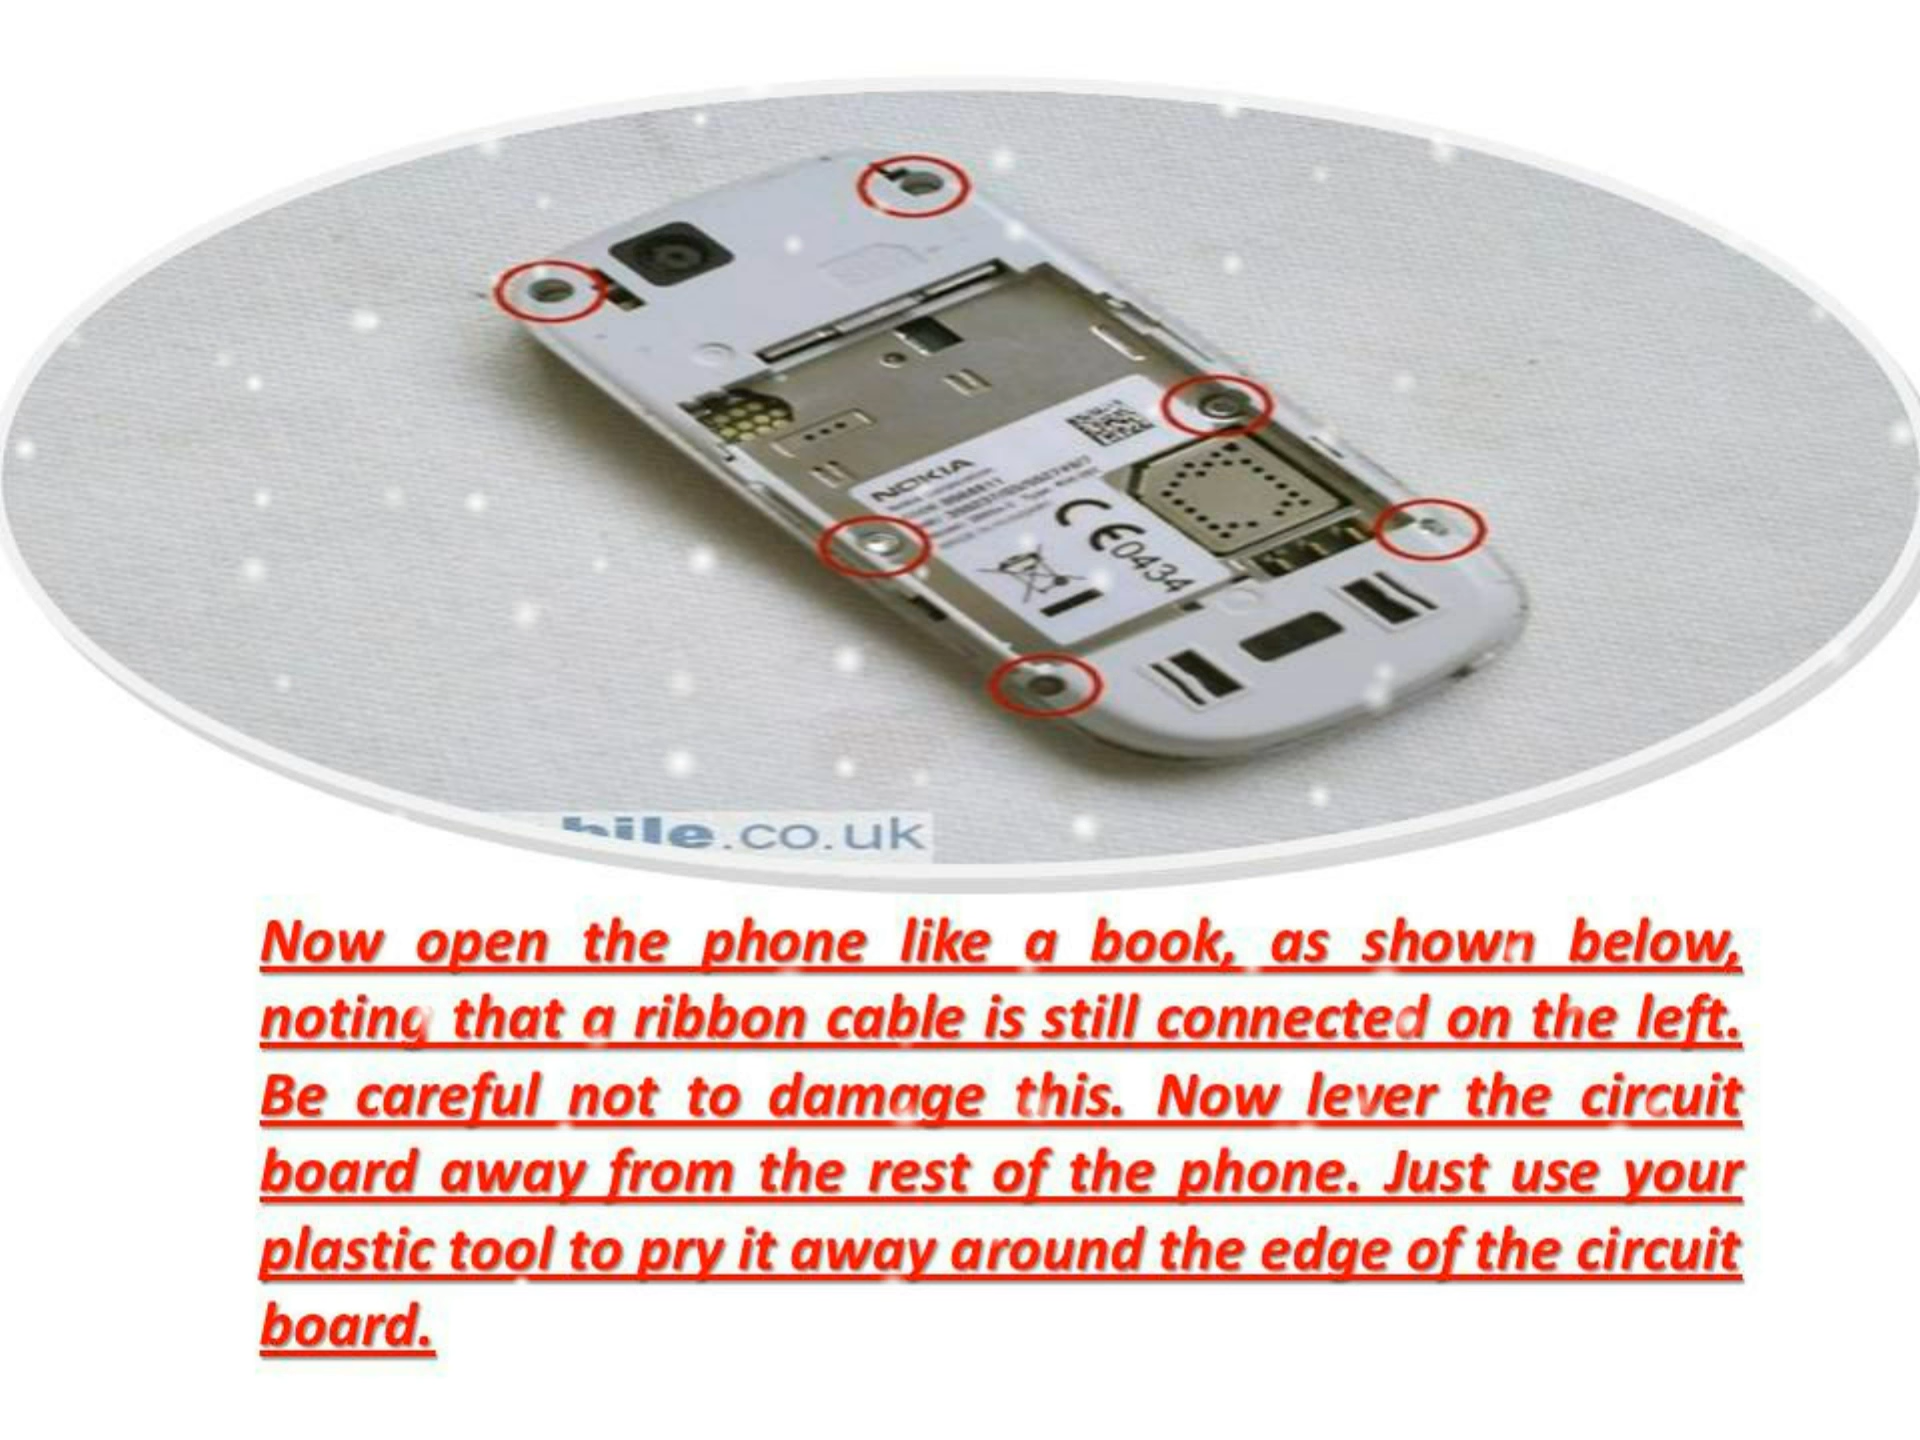 NOKIA
CE0434
.co.uk
Now open the phone like a book, as shown below,
noting that a ribbon cable is still connected on the left.
Be careful not to damage this. Now lever the circuit
board away from the rest of the phone. Just use your
plastic tool to pry it away around the edge of the circuit
board.